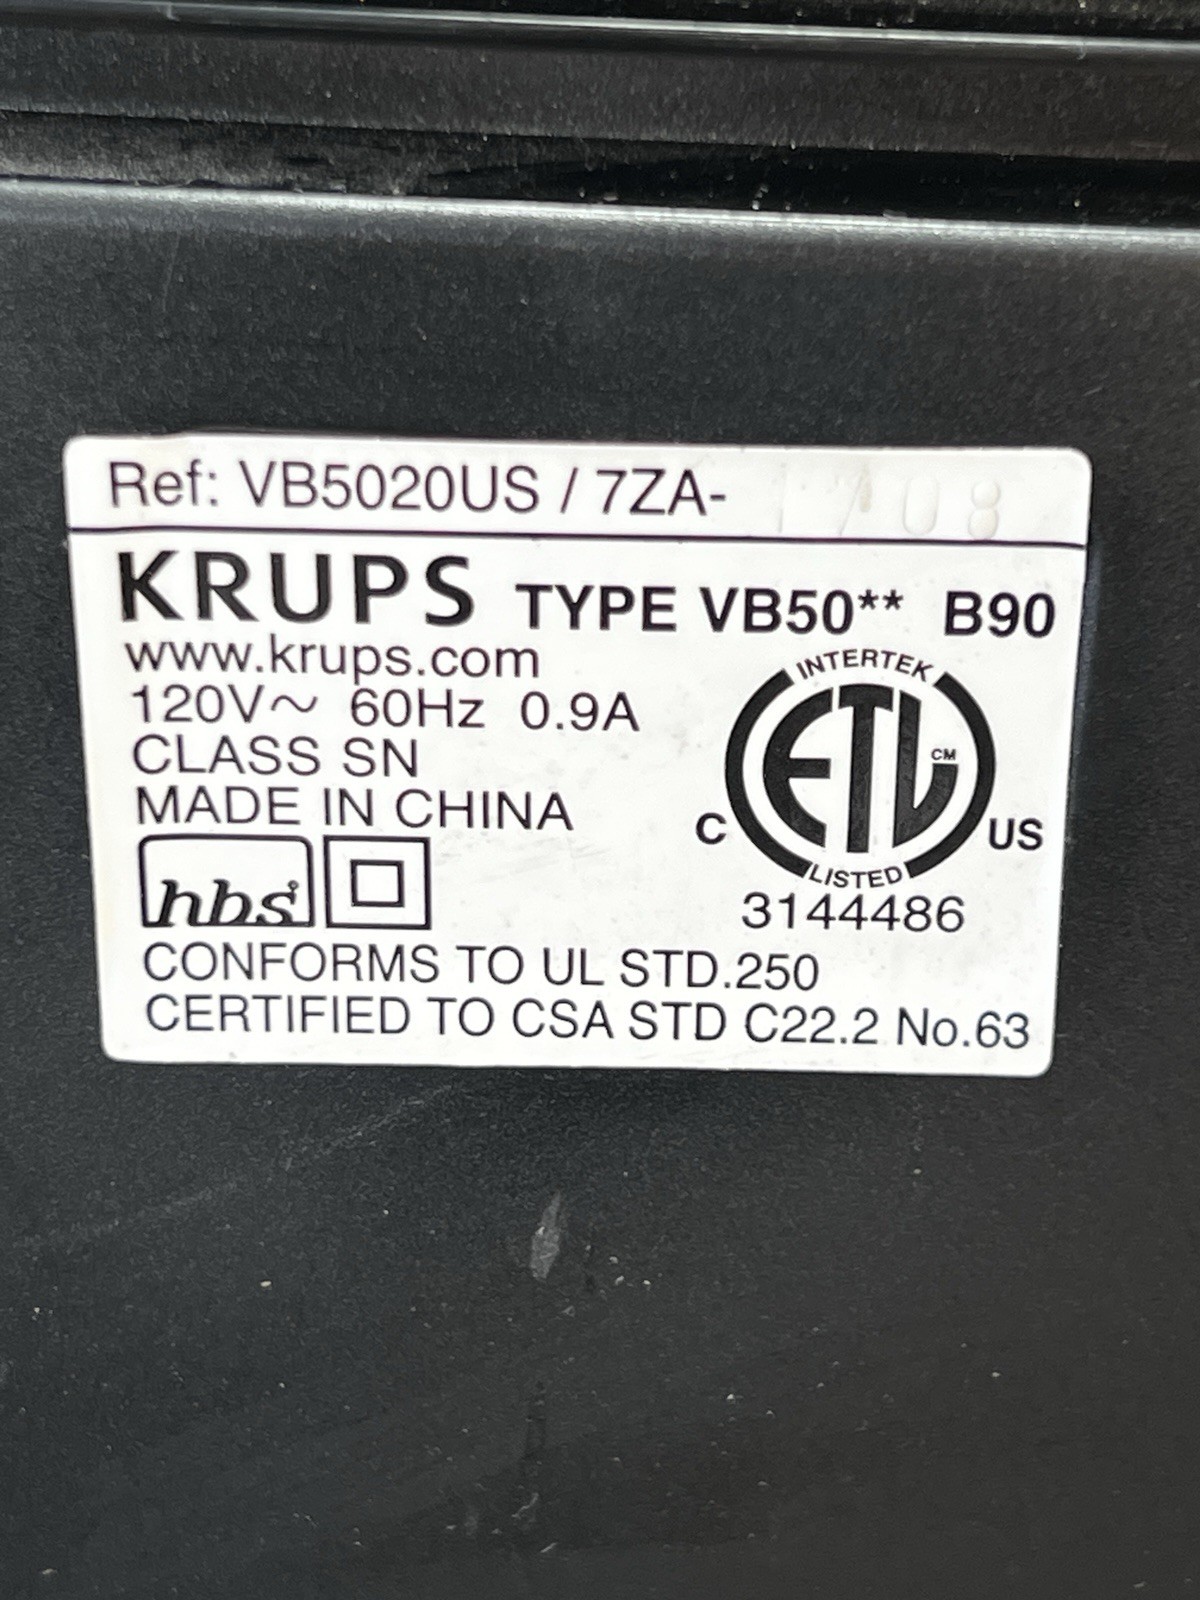 Ref: VB5020US / 7ZA- 1708
KRUPS TYPE VB50** B90
www.krups.com
120V~ 60Hz 0.9A
CLASS SN
MADE IN CHINA
hbs
INTERTEK
ETL CM
C US
LISTED
3144486
CONFORMS TO UL STD.250
CERTIFIED TO CSA STD C22.2 No.63